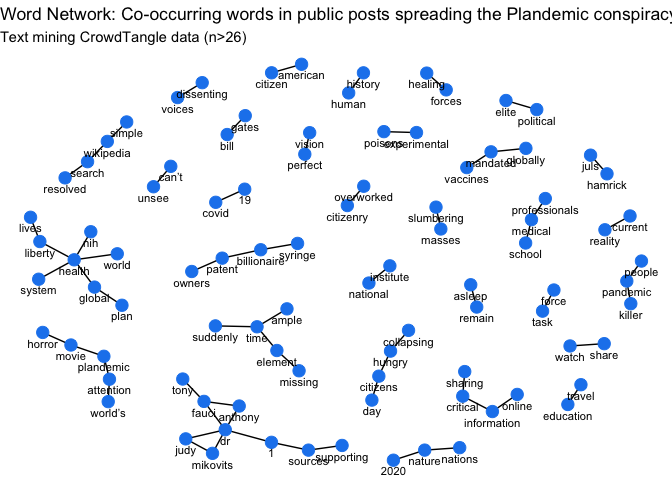 Word Network: Co-occurring words in public posts spreading the Plandemic conspiracy
Text mining CrowdTangle data (n>26)
american
citizen
history
human
healing
forces
dissenting
voices
elite
political
simple
wikipedia
search
resolved
gates
bill
vision
perfect
poisons
experimental
mandated
globally
vaccines
juls
hamrick
can't
unsee
covid
19
overworked
citizenry
slumbering
masses
professionals
medical
school
current
reality
lives
liberty
nih
health
world
system
global
plan
owners
patent
billionaire
syringe
institute
national
asleep
remain
force
task
people
pandemic
killer
horror
movie
plandemic
attention
world's
suddenly
time
ample
element
missing
collapsing
hungry
citizens
day
watch
share
sharing
critical
information
online
travel
education
tony
fauci
anthony
dr
judy
mikovits
1
sources
supporting
2020
nature
nations